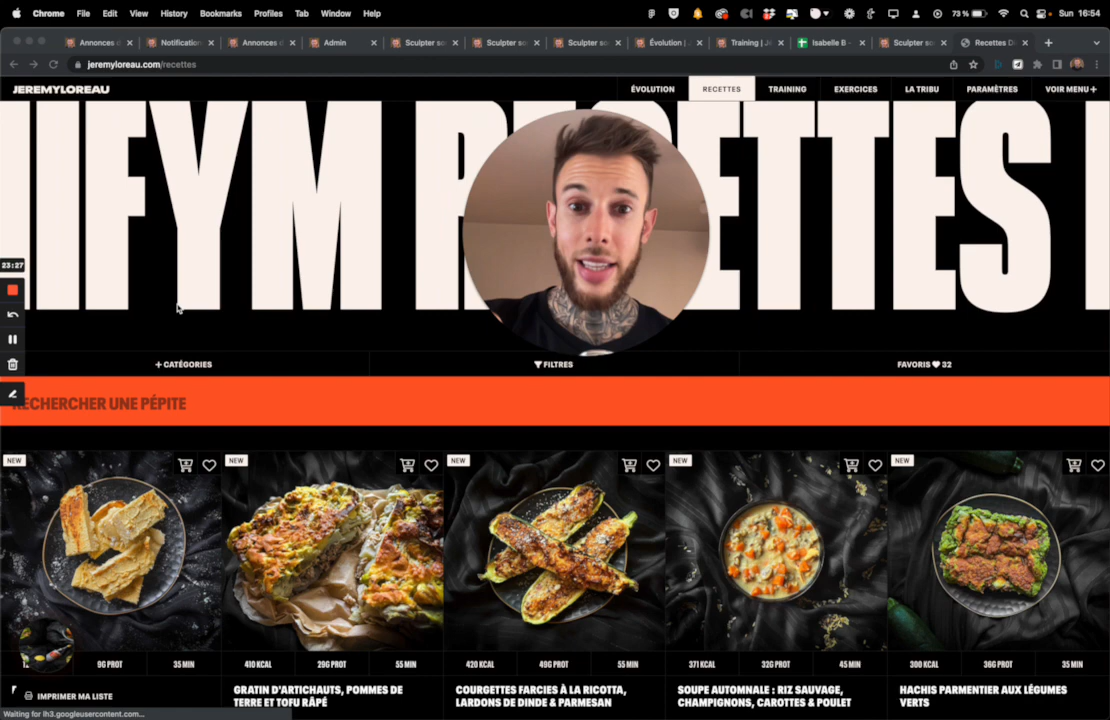 Chrome File Edit View History Bookmarks Profiles Tab Window Help 73 % Sun 16:54
Annonces Notification Annonces Admin Sculpter so Sculpter so Sculpter so Évolution | Training | J Isabelle B - Sculpter so Recettes D
jeremyloreau.com/recettes
JEREMYLOREAU ÉVOLUTION RECETTES TRAINING EXERCICES LA TRIBU PARAMÈTRES VOIR MENU +
IIFYM RECETTES
23:27
+ CATÉGORIES FILTRES FAVORIS 32
RECHERCHER UNE PÉPITE
NEW NEW NEW NEW NEW
9G PROT 35 MIN 410 KCAL 29G PROT 55 MIN 420 KCAL 49G PROT 55 MIN 371 KCAL 32G PROT 45 MIN 300 KCAL 36G PROT 35 MIN
IMPRIMER MA LISTE
GRATIN D'ARTICHAUTS, POMMES DE
TERRE ET TOFU RÂPÉ
COURGETTES FARCIES À LA RICOTTA,
LARDONS DE DINDE & PARMESAN
SOUPE AUTOMNALE : RIZ SAUVAGE,
CHAMPIGNONS, CAROTTES & POULET
HACHIS PARMENTIER AUX LÉGUMES
VERTS
Waiting for lh3.googleusercontent.com...